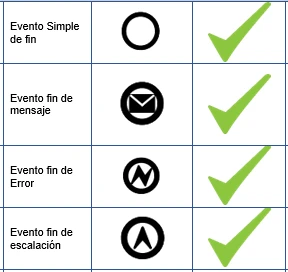 Evento Simple
de fin
Evento fin de
mensaje
Evento fin de
Error
Evento fin de
escalación